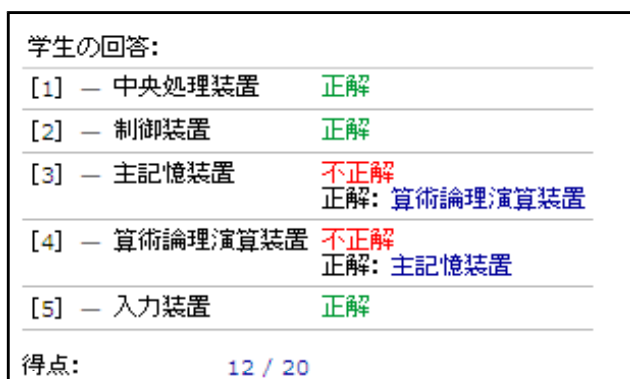 学生の回答:
[1] — 中央処理装置 正解
[2] — 制御装置 正解
[3] — 主記憶装置 不正解
正解: 算術論理演算装置
[4] — 算術論理演算装置 不正解
正解: 主記憶装置
[5] — 入力装置 正解
得点: 12 / 20